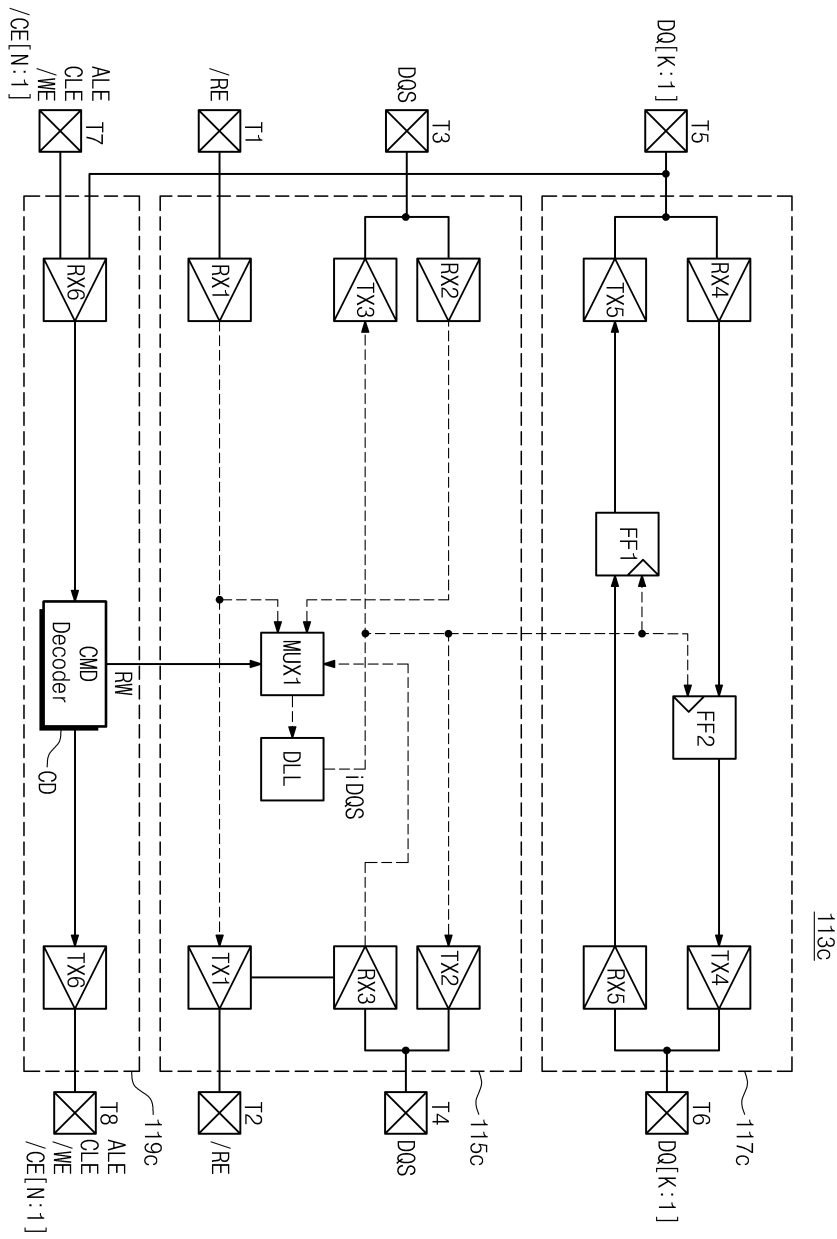 113c
117c
RX4
FF2
TX4
T5
T6
DQ[K:1]
DQ[K:1]
FF1
TX5
RX5
115c
RX2
TX2
T3
T4
DQS
DQS
TX3
RX3
iDQS
MUX1
DLL
T1
T2
/RE
/RE
RX1
TX1
119c
RW
T7
T8
ALE
CLE
/WE
/CE[N:1]
RX6
CMD
Decoder
CD
TX6
ALE
CLE
/WE
/CE[N:1]